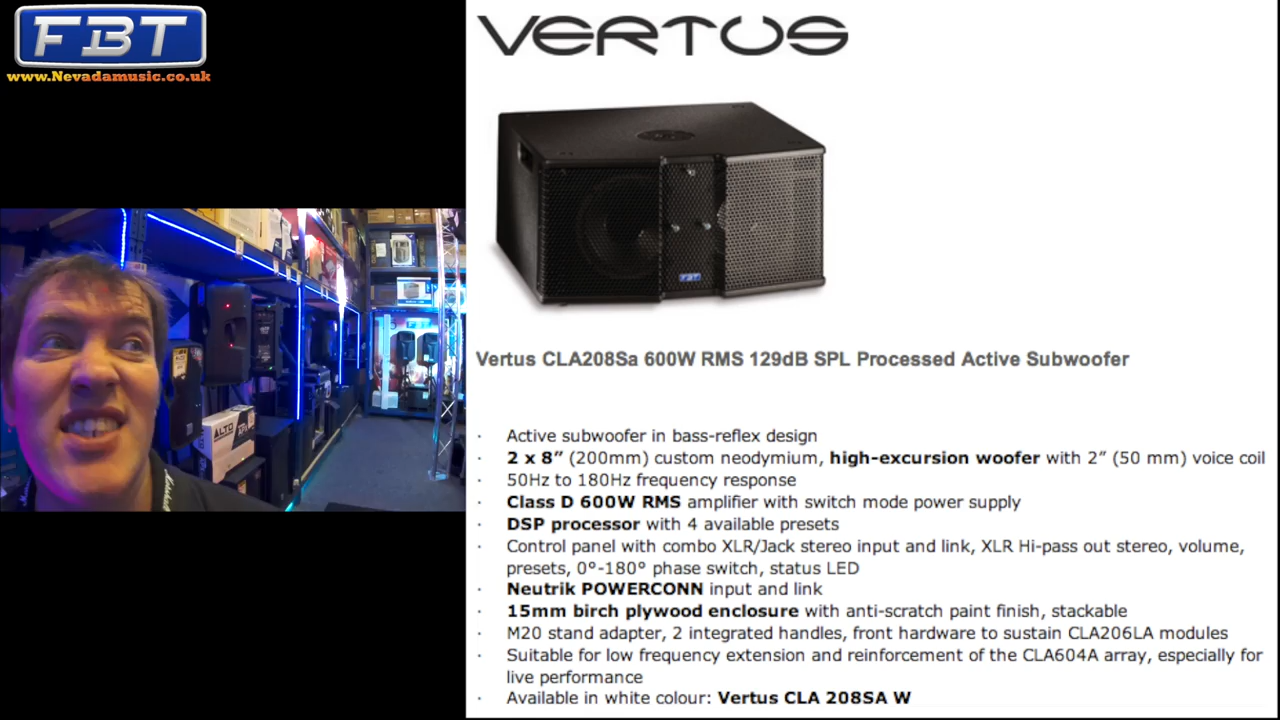 FBT
www.Nevadamusic.co.uk
VERTUS
FBT
ALTO
Vertus CLA208Sa 600W RMS 129dB SPL Processed Active Subwoofer
· Active subwoofer in bass-reflex design
· 2 x 8” (200mm) custom neodymium, high-excursion woofer with 2” (50 mm) voice coil
· 50Hz to 180Hz frequency response
· Class D 600W RMS amplifier with switch mode power supply
· DSP processor with 4 available presets
· Control panel with combo XLR/Jack stereo input and link, XLR Hi-pass out stereo, volume,
presets, 0°-180° phase switch, status LED
· Neutrik POWERCONN input and link
· 15mm birch plywood enclosure with anti-scratch paint finish, stackable
· M20 stand adapter, 2 integrated handles, front hardware to sustain CLA206LA modules
· Suitable for low frequency extension and reinforcement of the CLA604A array, especially for
live performance
· Available in white colour: Vertus CLA 208SA W